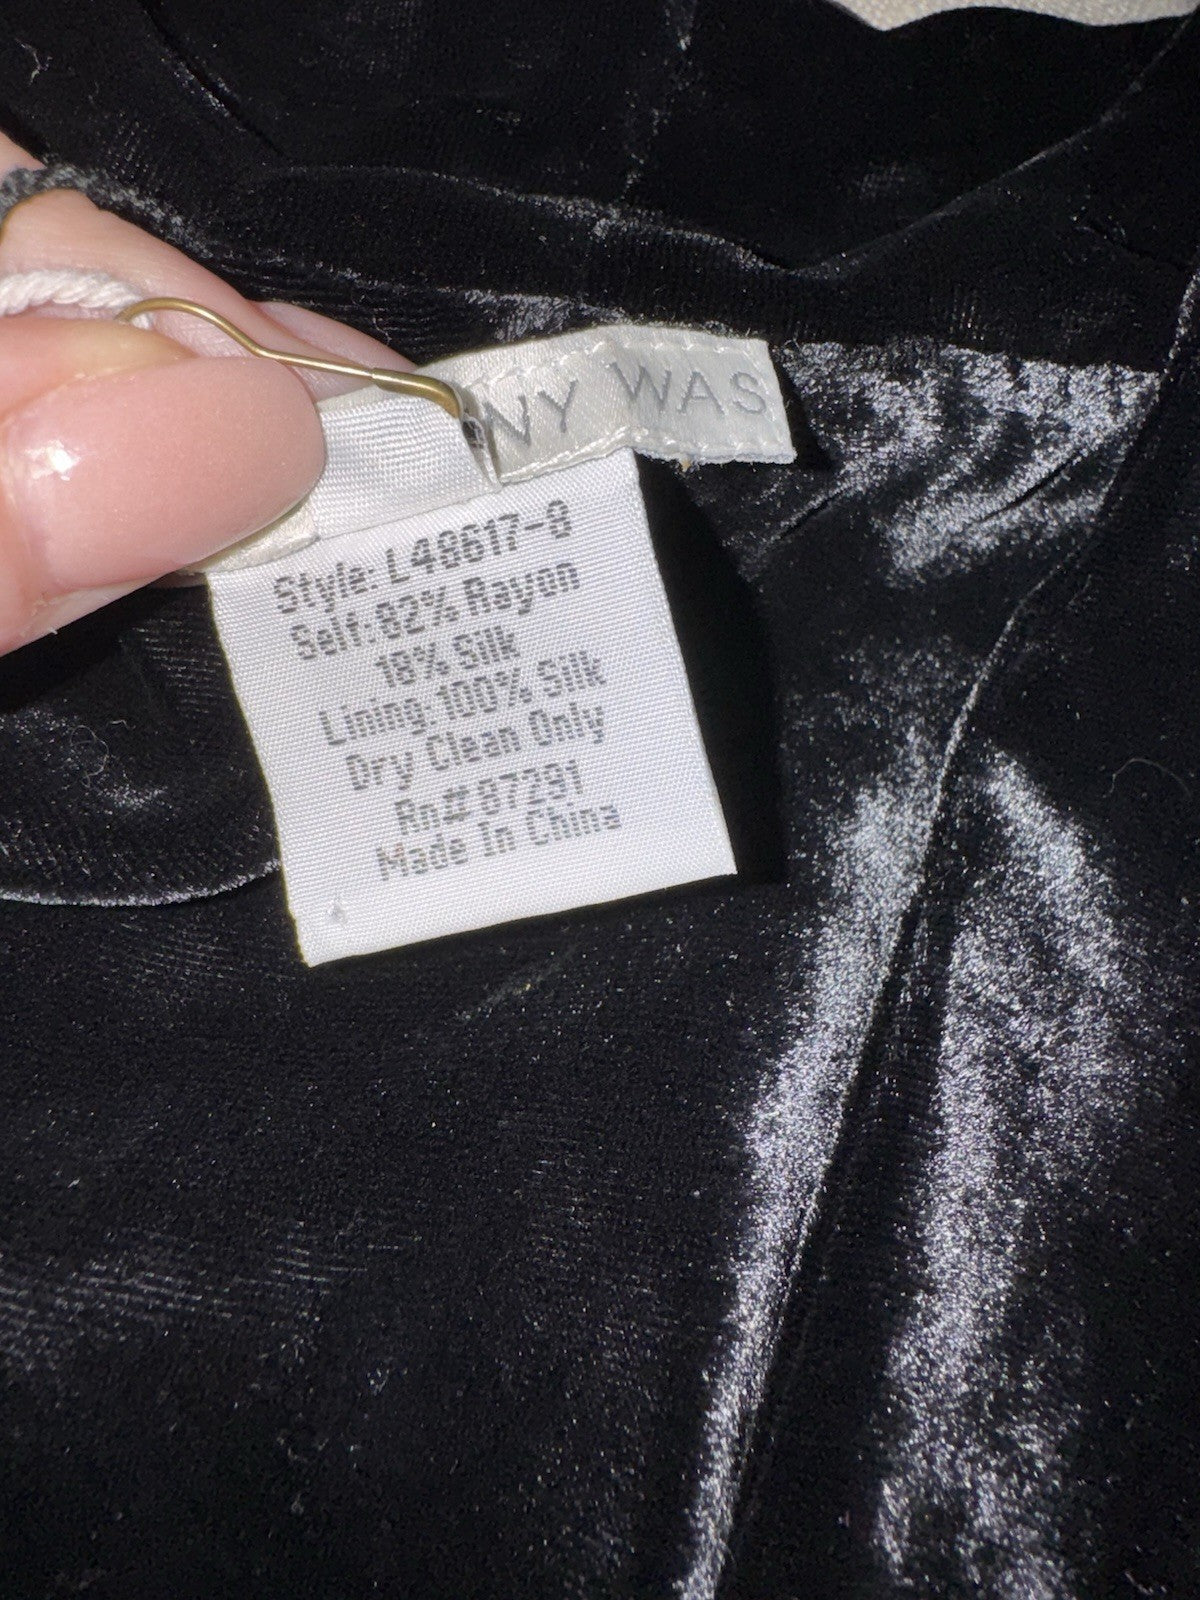 NY WAS
Style: L48617-8
Self: 82% Rayon
18% Silk
Lining: 100% Silk
Dry Clean Only
Rn# 87291
Made In China